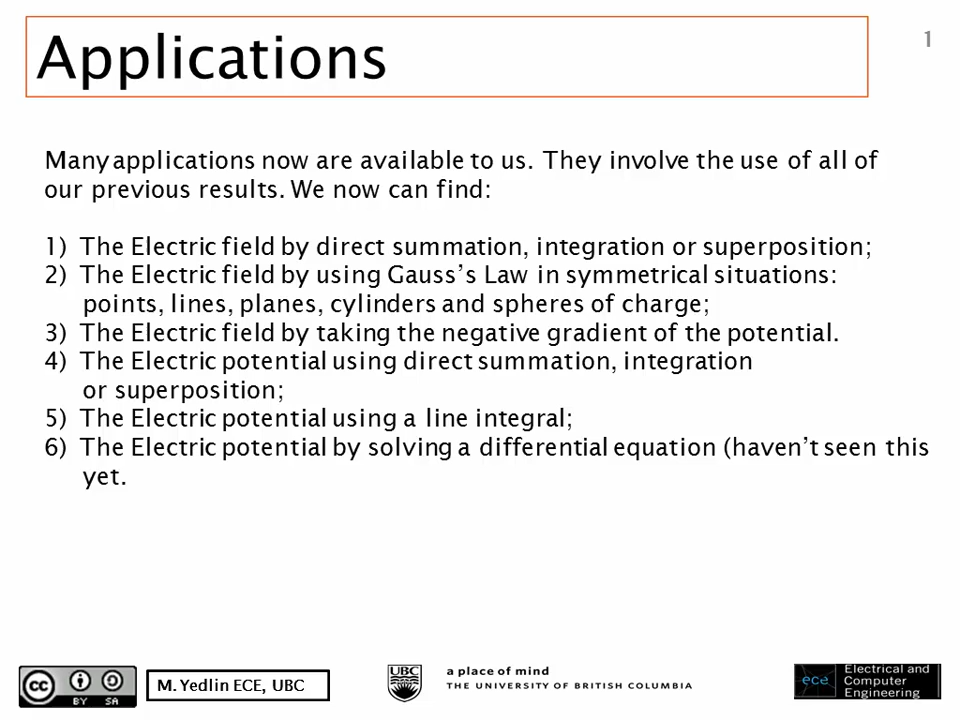 Applications
1
Many applications now are available to us. They involve the use of all of
our previous results. We now can find:
1) The Electric field by direct summation, integration or superposition;
2) The Electric field by using Gauss's Law in symmetrical situations:
points, lines, planes, cylinders and spheres of charge;
3) The Electric field by taking the negative gradient of the potential.
4) The Electric potential using direct summation, integration
or superposition;
5) The Electric potential using a line integral;
6) The Electric potential by solving a differential equation (haven't seen this
yet.
cc BY SA
M. Yedlin ECE, UBC
UBC
a place of mind
THE UNIVERSITY OF BRITISH COLUMBIA
ece
Electrical and
Computer
Engineering